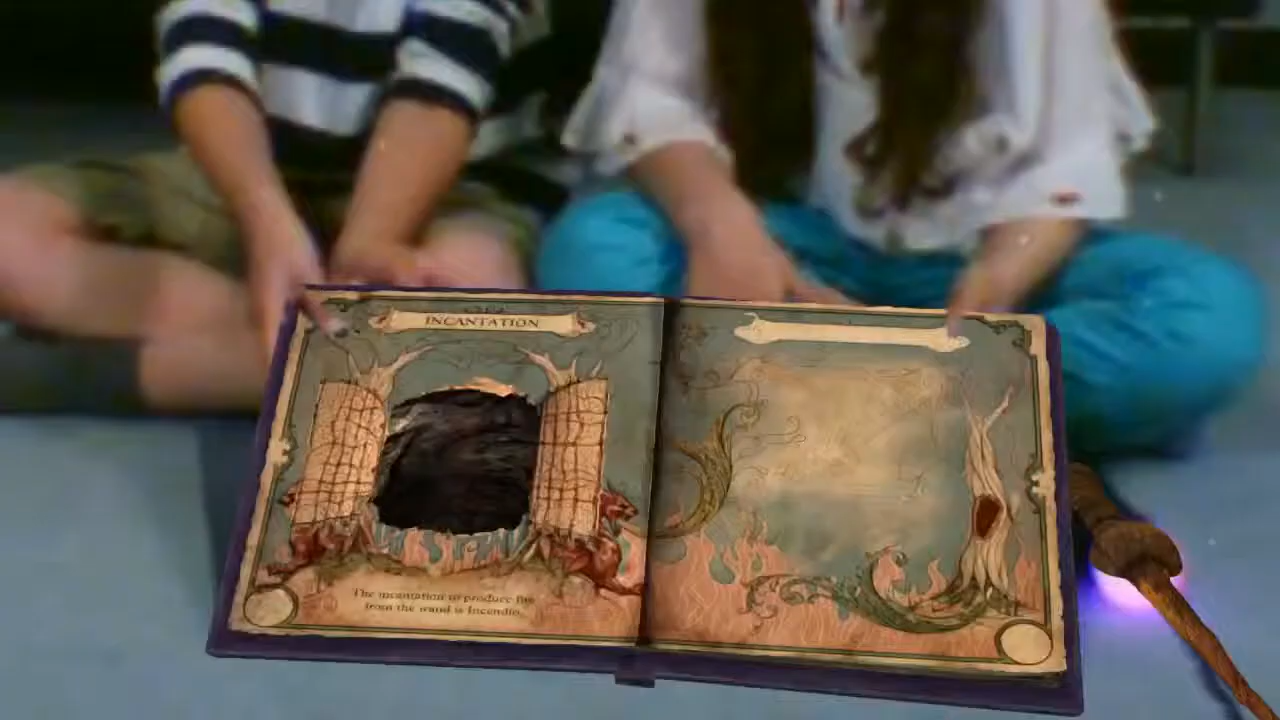 INCANTATION
The incantation to produce fire
from the wand is Incendio.